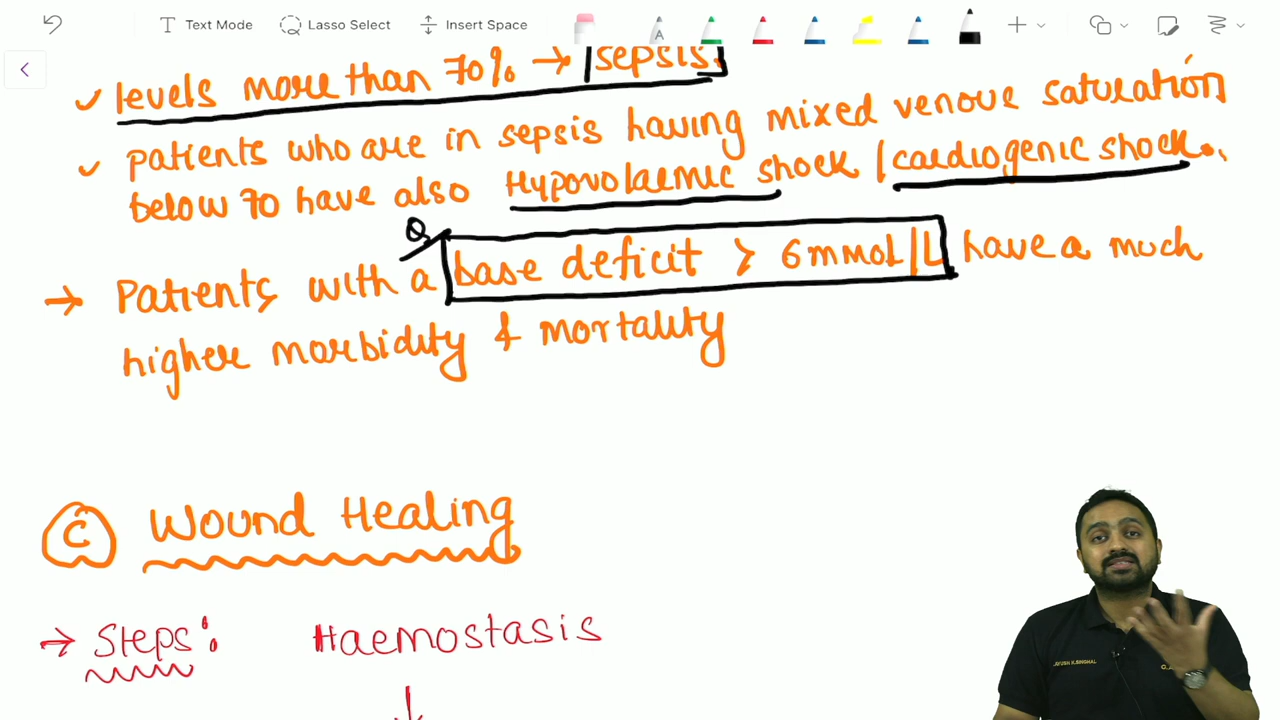 Text Mode
Lasso Select
Insert Space
A
✓ levels more than 70% → sepsis.
✓ patients who are in sepsis having mixed venous saturation
below 70 have also Hypovolaemic shock / cardiogenic shock.
Q
→ Patients with a base deficit > 6mmol/L have a much
higher morbidity & mortality
C Wound Healing
→ Steps: Haemostasis
↓